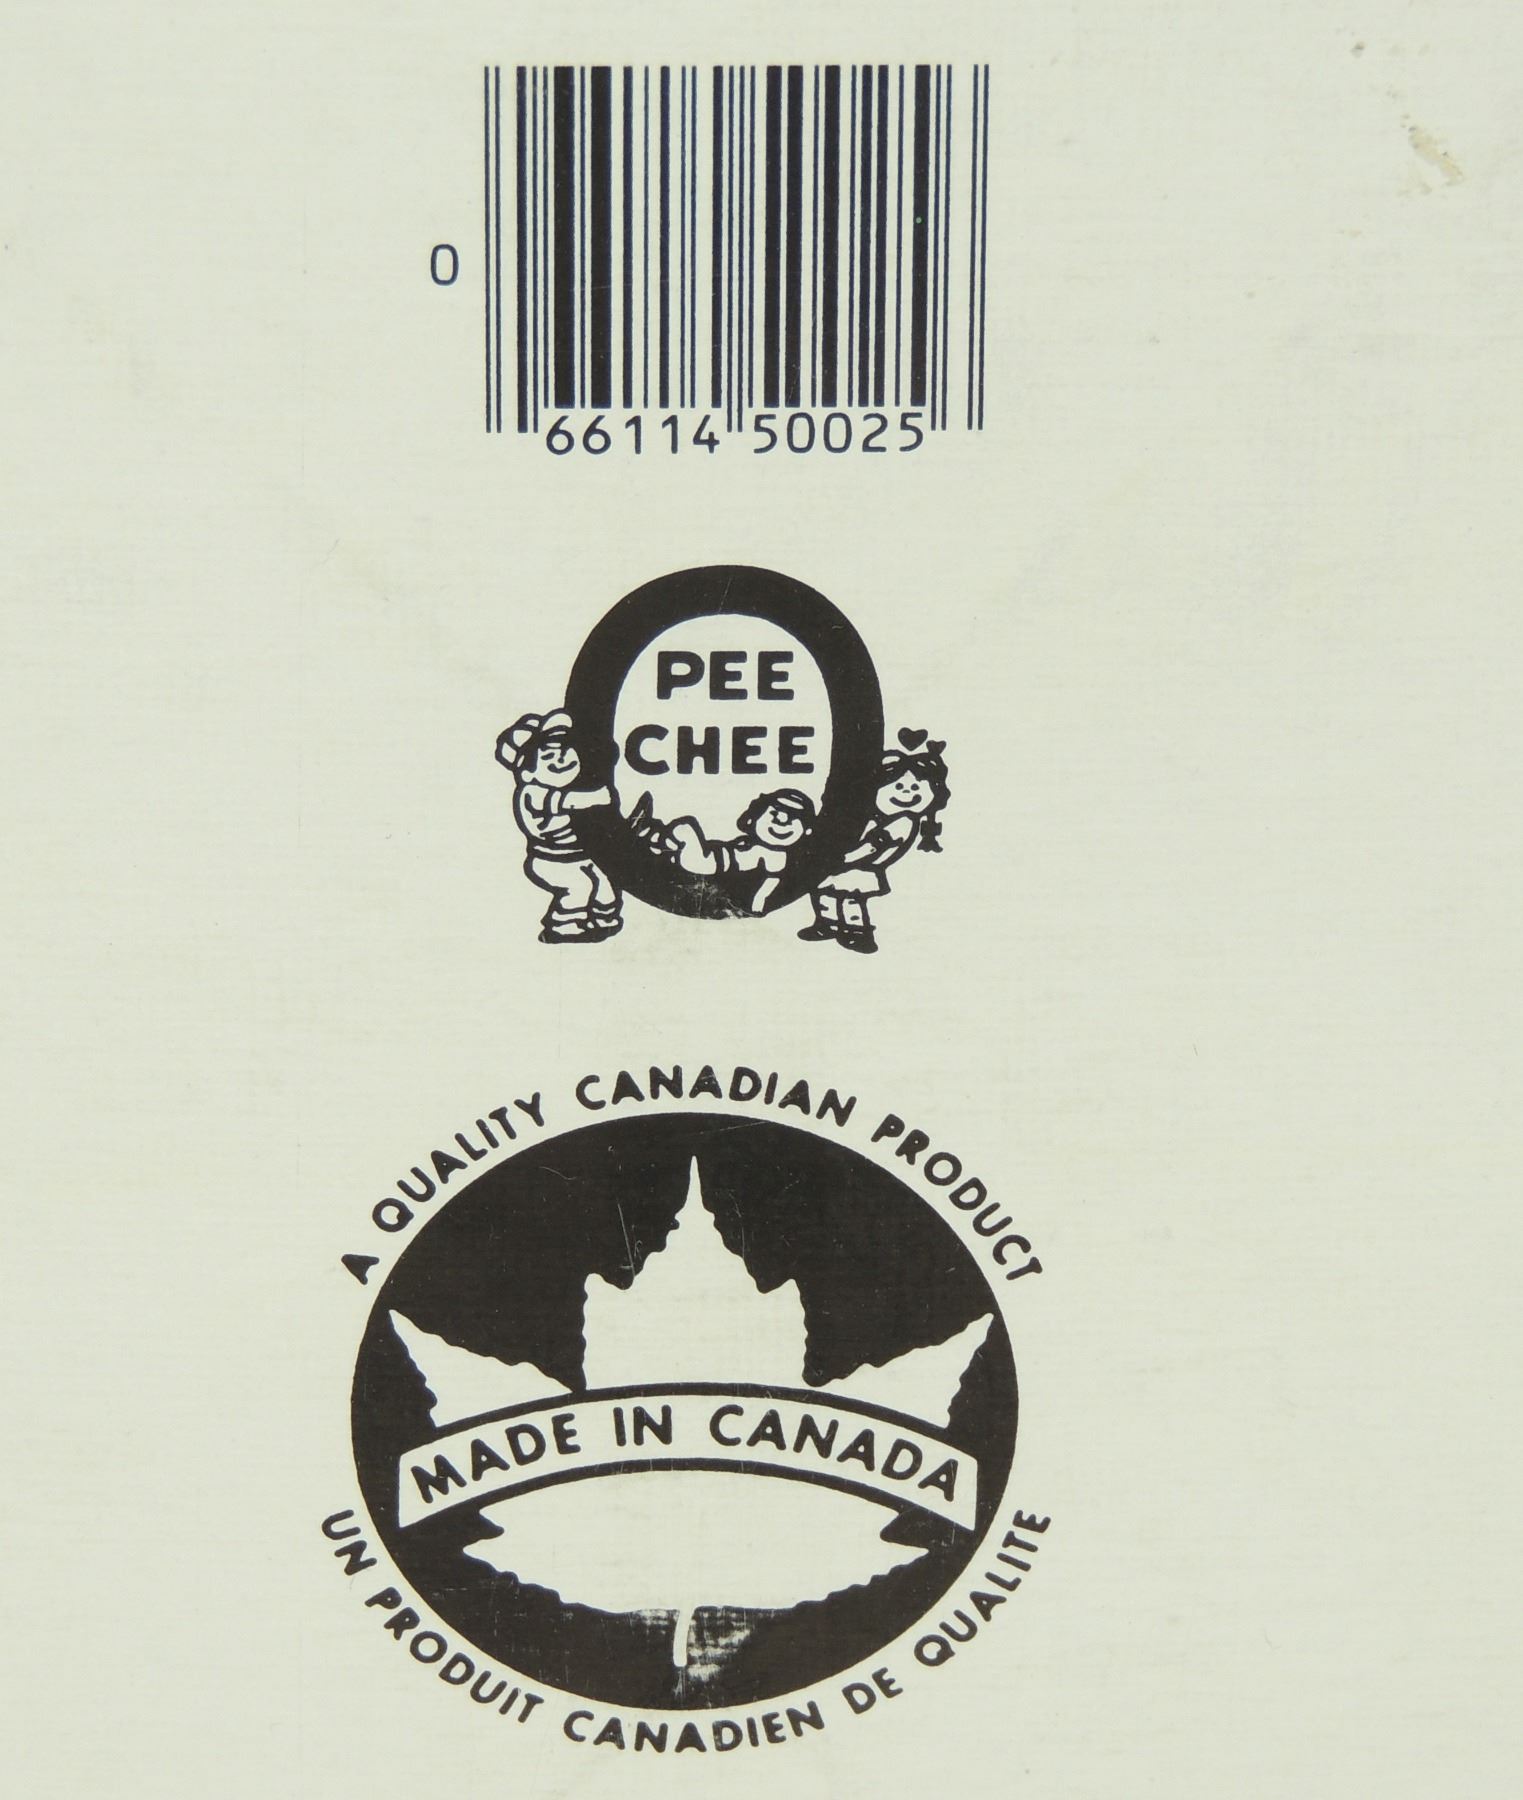 0
66114 50025
PEE
CHEE
A QUALITY CANADIAN PRODUCT
MADE IN CANADA
UN PRODUIT CANADIEN DE QUALITE